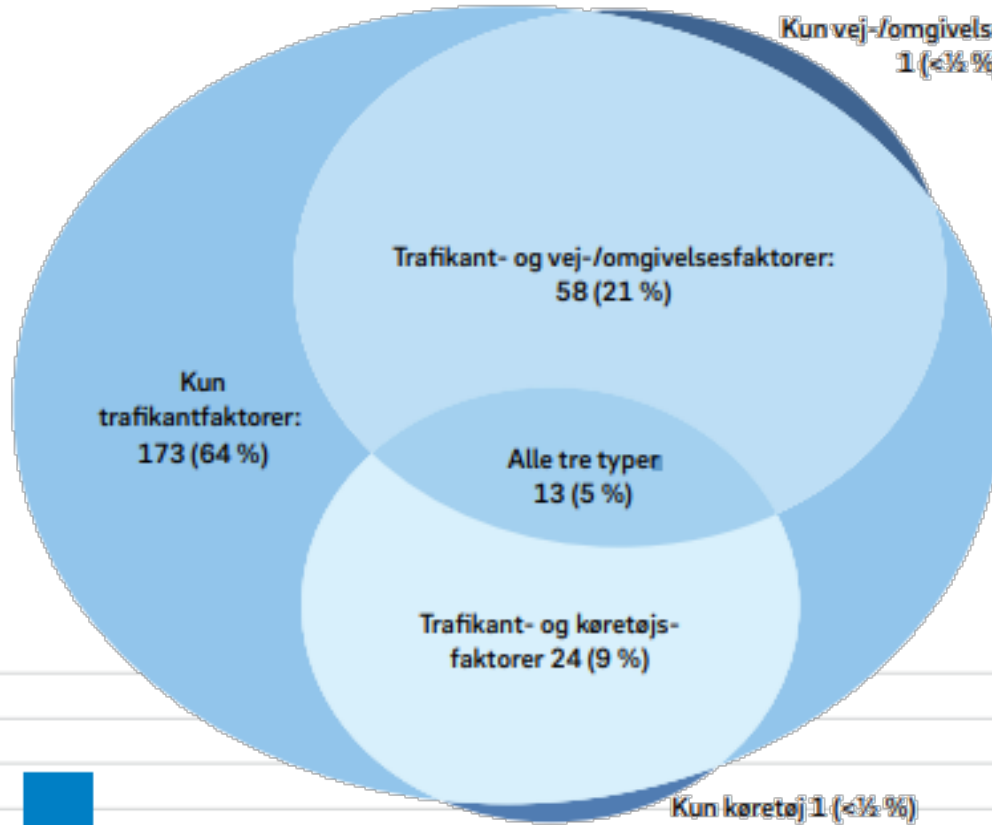 Kun vej-/omgivels
1 (<½ %
Trafikant- og vej-/omgivelsesfaktorer:
58 (21 %)
Kun
trafikantfaktorer:
173 (64 %)
Alle tre typer
13 (5 %)
Trafikant- og køretøjs-
faktorer 24 (9 %)
Kun køretøj 1 (<½ %)